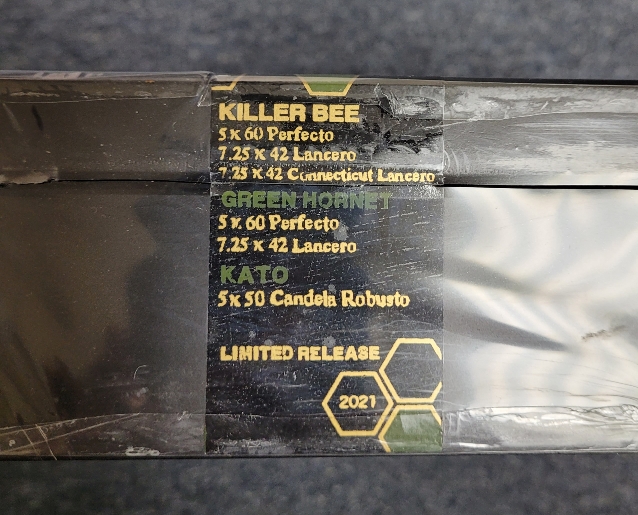 KILLER BEE
5 x 60 Perfecto
7.25 x 42 Lancero
7.25 x 42 Connecticut Lancero
GREEN HORNET
5 x 60 Perfecto
7.25 x 42 Lancero
KATO
5 x 50 Candela Robusto
LIMITED RELEASE
2021